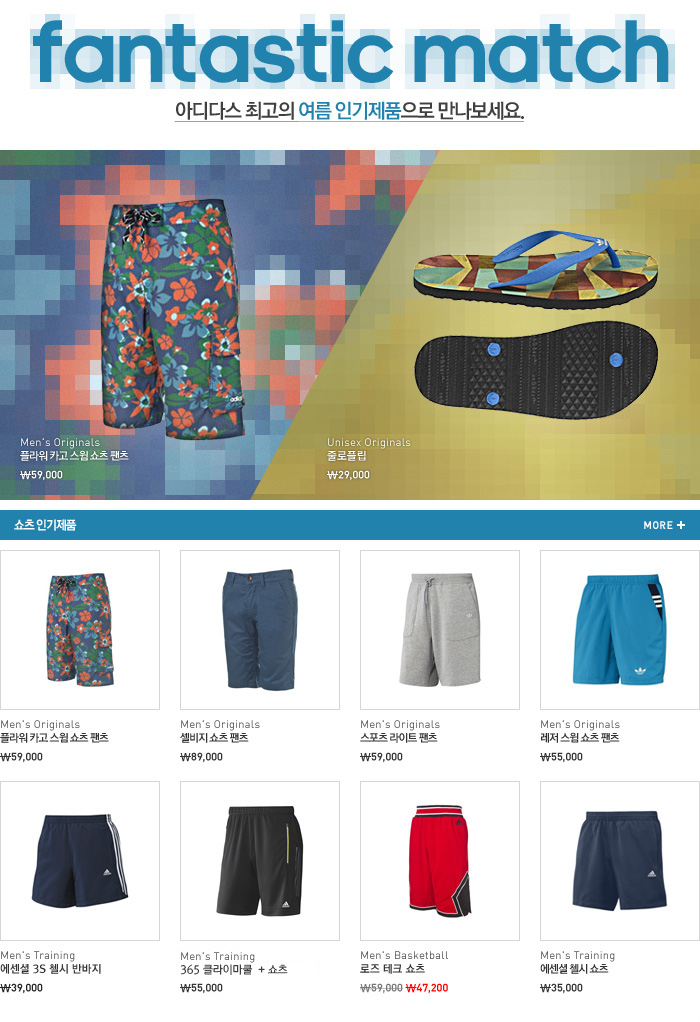 fantastic match
아디다스 최고의 여름 인기제품으로 만나보세요.
adidas
Men's Originals
플라워 카고 스윔 쇼츠 팬츠
₩59,000
Unisex Originals
줄로플립
₩29,000
쇼츠 인기제품
MORE +
Men's Originals
플라워 카고 스윔 쇼츠 팬츠
₩59,000
Men's Originals
셀비지 쇼츠 팬츠
₩89,000
Men's Originals
스포츠 라이트 팬츠
₩59,000
Men's Originals
레저 스윔 쇼츠 팬츠
₩55,000
Men's Training
에센셜 3S 첼시 반바지
₩39,000
Men's Training
365 클라이마쿨 + 쇼츠
₩55,000
Men's Basketball
로즈 테크 쇼츠
₩59,000 ₩47,200
Men's Training
에센셜 첼시 쇼츠
₩35,000